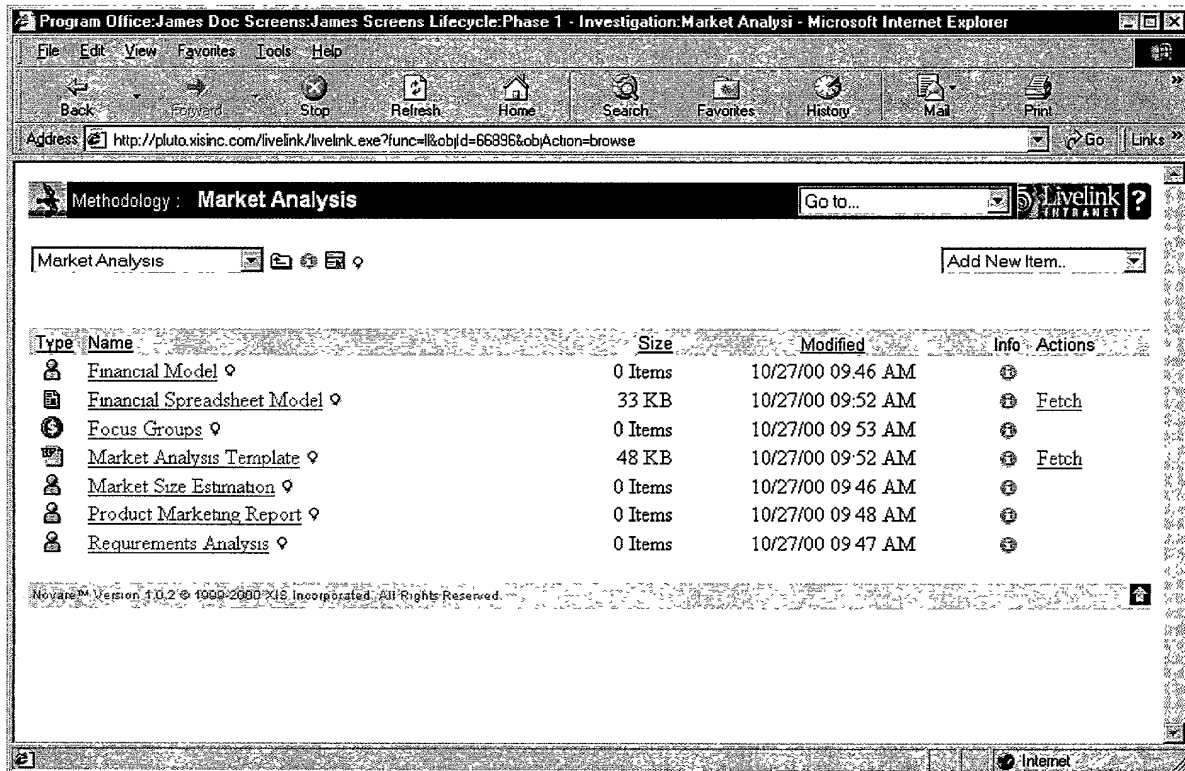 Program Office:James Doc Screens:James Screens Lifecycle:Phase 1 - Investigation:Market Analysi - Microsoft Internet Explorer
File Edit View Favorites Tools Help
Back Forward Stop Refresh Home Search Favorites History Mail Print »
Address http://pluto.xisinc.com/livelink/livelink.exe?func=ll&objId=66896&objAction=browse Go Links »
Methodology : Market Analysis Go to... Livelink INTRANET ?
Market Analysis Add New Item..
Type Name Size Modified Info Actions
Financial Model 0 Items 10/27/00 09:46 AM
Financial Spreadsheet Model 33 KB 10/27/00 09:52 AM Fetch
Focus Groups 0 Items 10/27/00 09 53 AM
Market Analysis Template 48 KB 10/27/00 09:52 AM Fetch
Market Size Estimation 0 Items 10/27/00 09 46 AM
Product Marketing Report 0 Items 10/27/00 09 48 AM
Requirements Analysis 0 Items 10/27/00 09 47 AM
Novare™ Version 1.0.2 © 1999-2000 XIS Incorporated. All Rights Reserved.
Internet